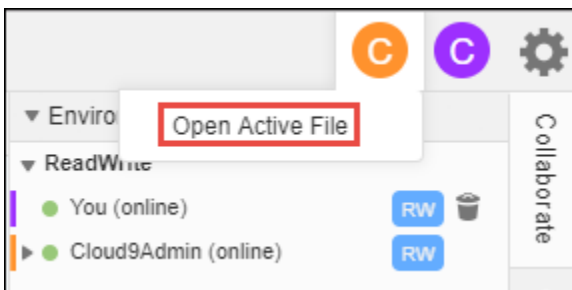 C C
Open Active File
Enviro
ReadWrite
You (online) RW
Cloud9Admin (online) RW
Collaborate